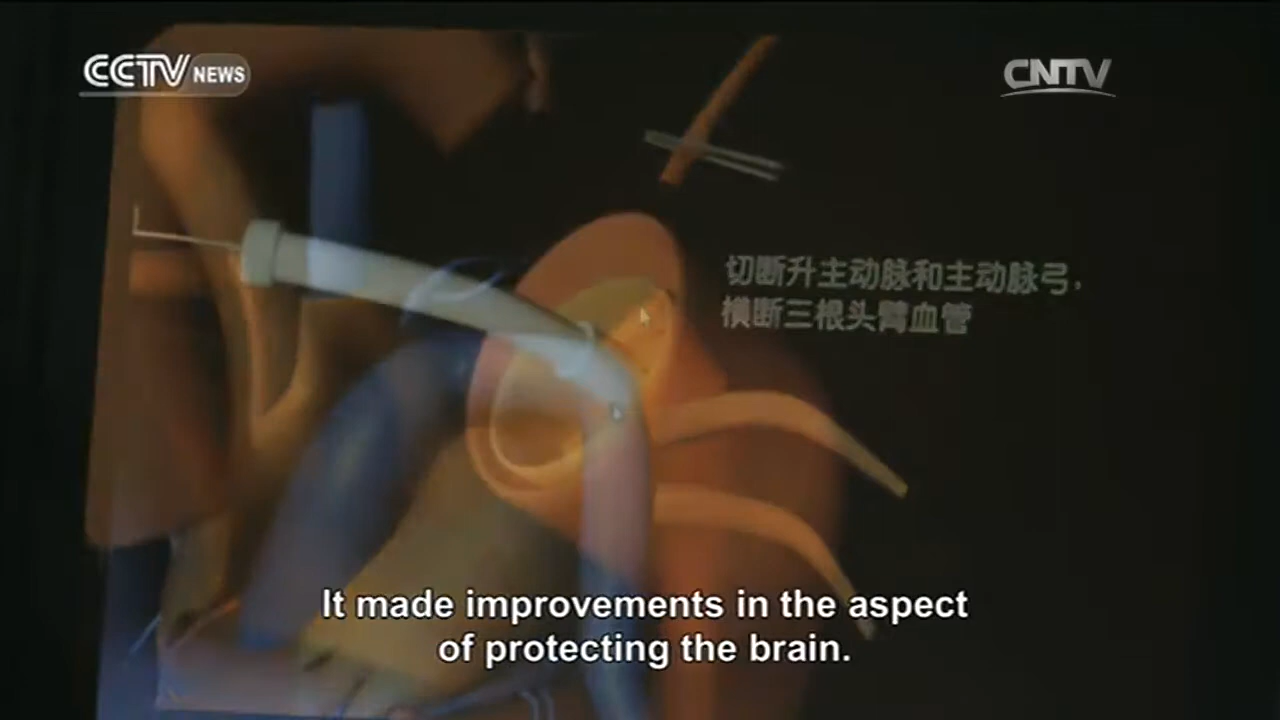 CCTV NEWS
CNTV
切断升主动脉和主动脉弓，
横断三根头臂血管
It made improvements in the aspect
of protecting the brain.